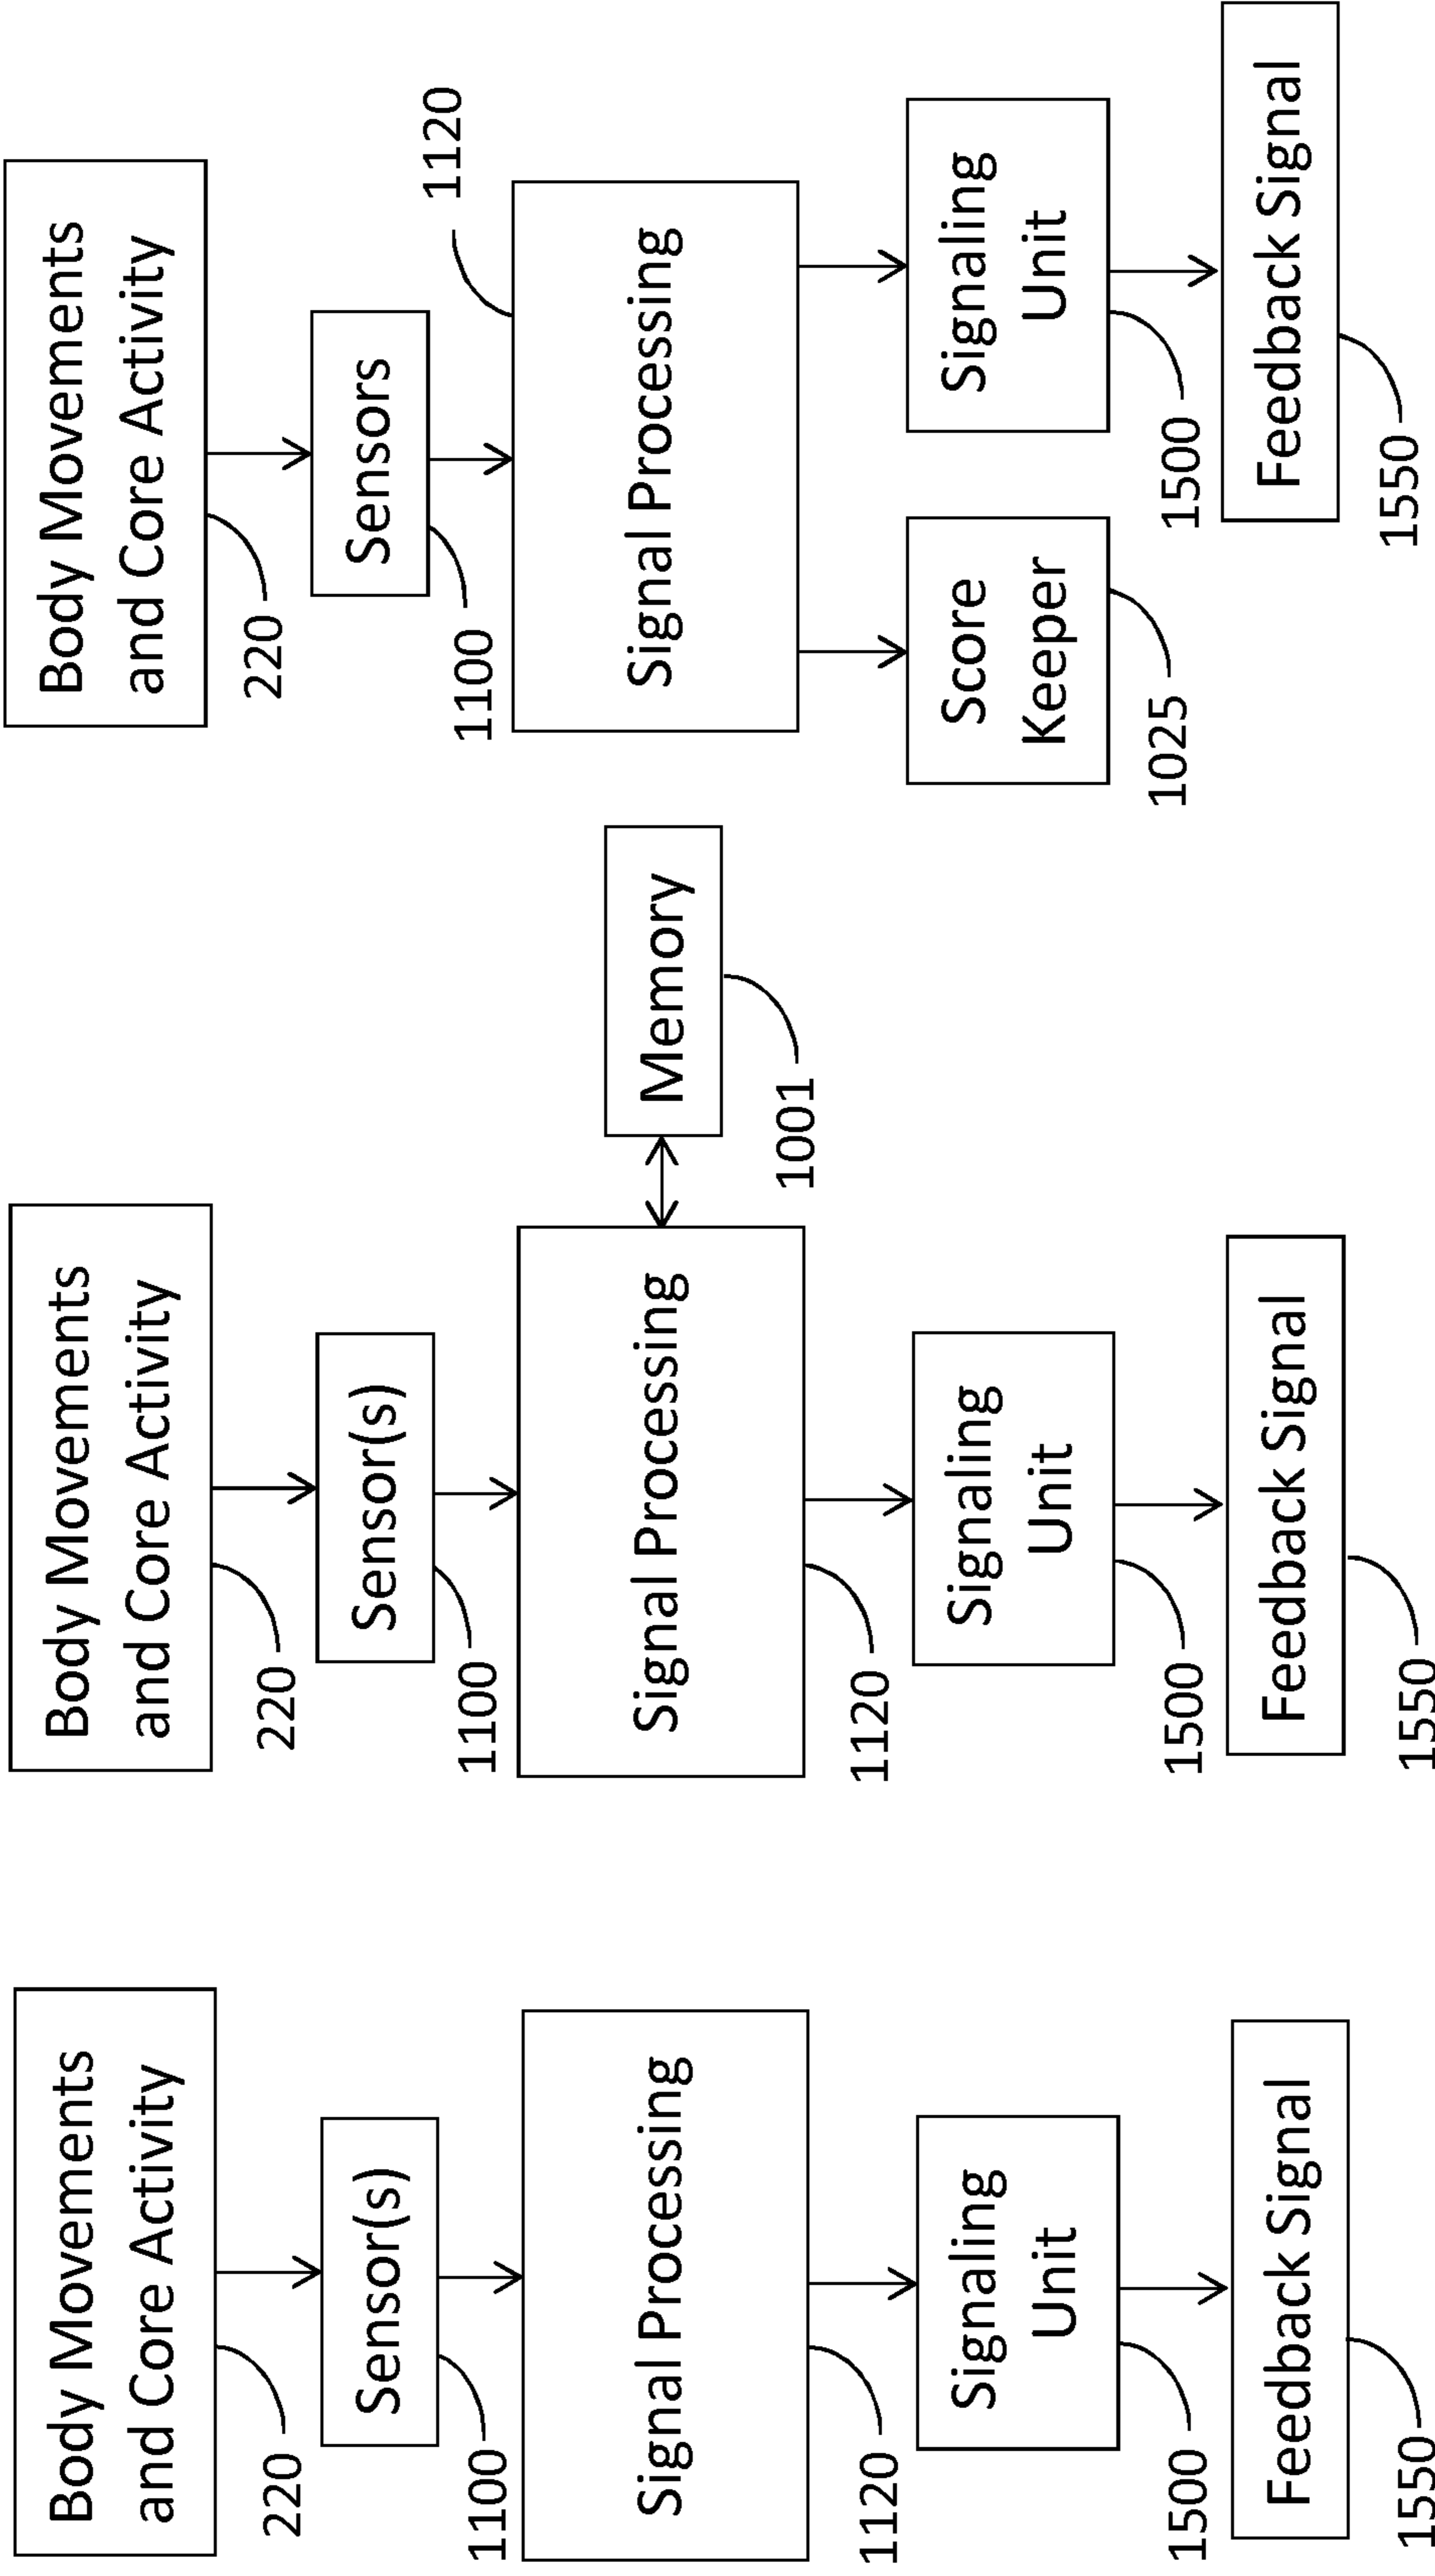 Body Movements
and Core Activity
220
Sensor(s)
1100
Signal Processing
1120
Signaling
Unit
1500
Feedback Signal
1550
Body Movements
and Core Activity
220
Sensor(s)
1100
Signal Processing
Memory
1001
1120
Signaling
Unit
1500
Feedback Signal
1550
Body Movements
and Core Activity
220
1120
Sensors
1100
Signal Processing
Score
Keeper
1025
Signaling
Unit
1500
Feedback Signal
1550